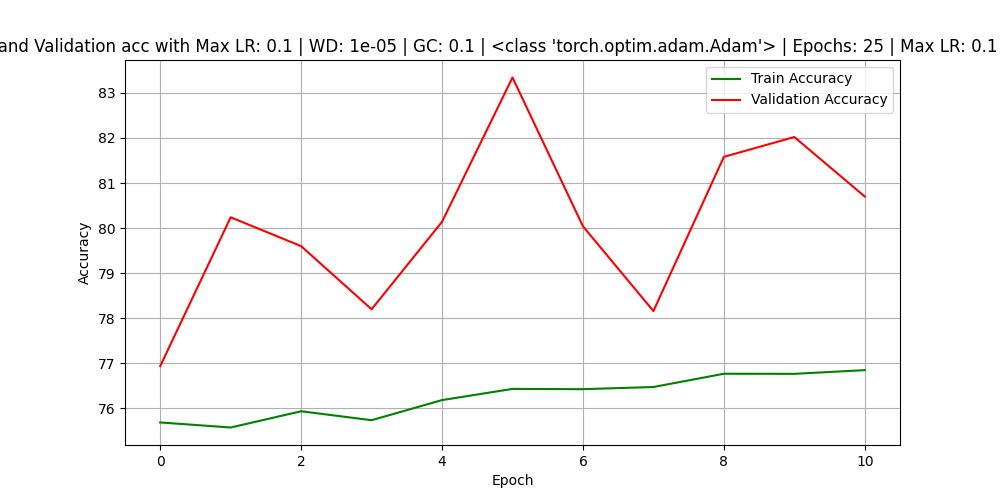 and Validation acc with Max LR: 0.1 | WD: 1e-05 | GC: 0.1 | <class 'torch.optim.adam.Adam'> | Epochs: 25 | Max LR: 0.1
Train Accuracy
Validation Accuracy
83
82
81
80
79
78
77
76
Accuracy
0
2
4
6
8
10
Epoch